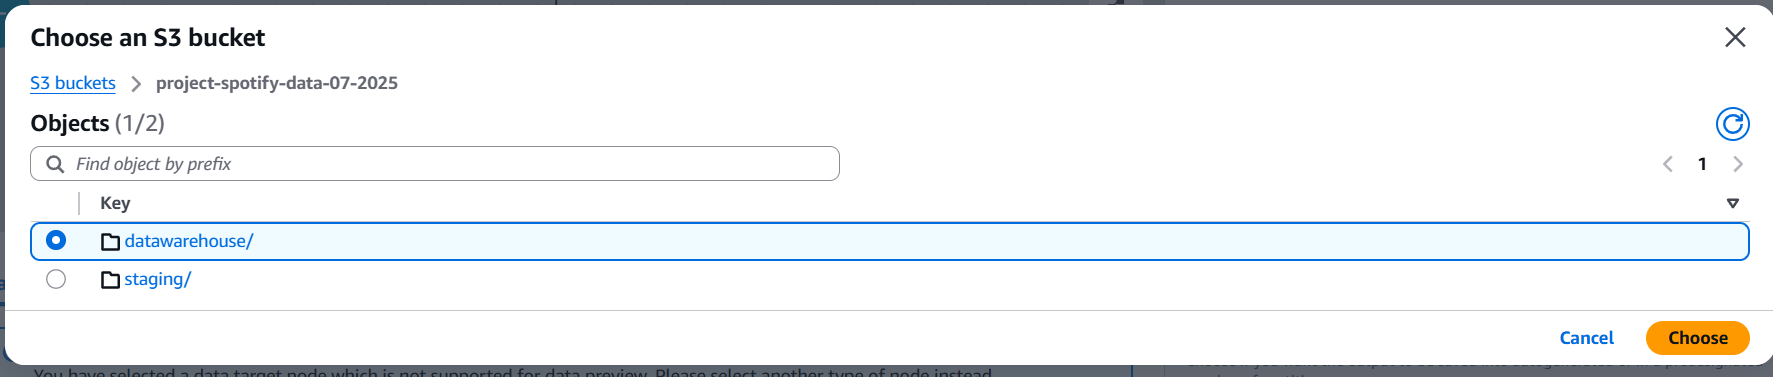 Choose an S3 bucket
S3 buckets > project-spotify-data-07-2025
Objects (1/2)
Find object by prefix
1
Key
datawarehouse/
staging/
Cancel Choose
You have selected a data target node which is not supported for data preview. Please select another type of node instead